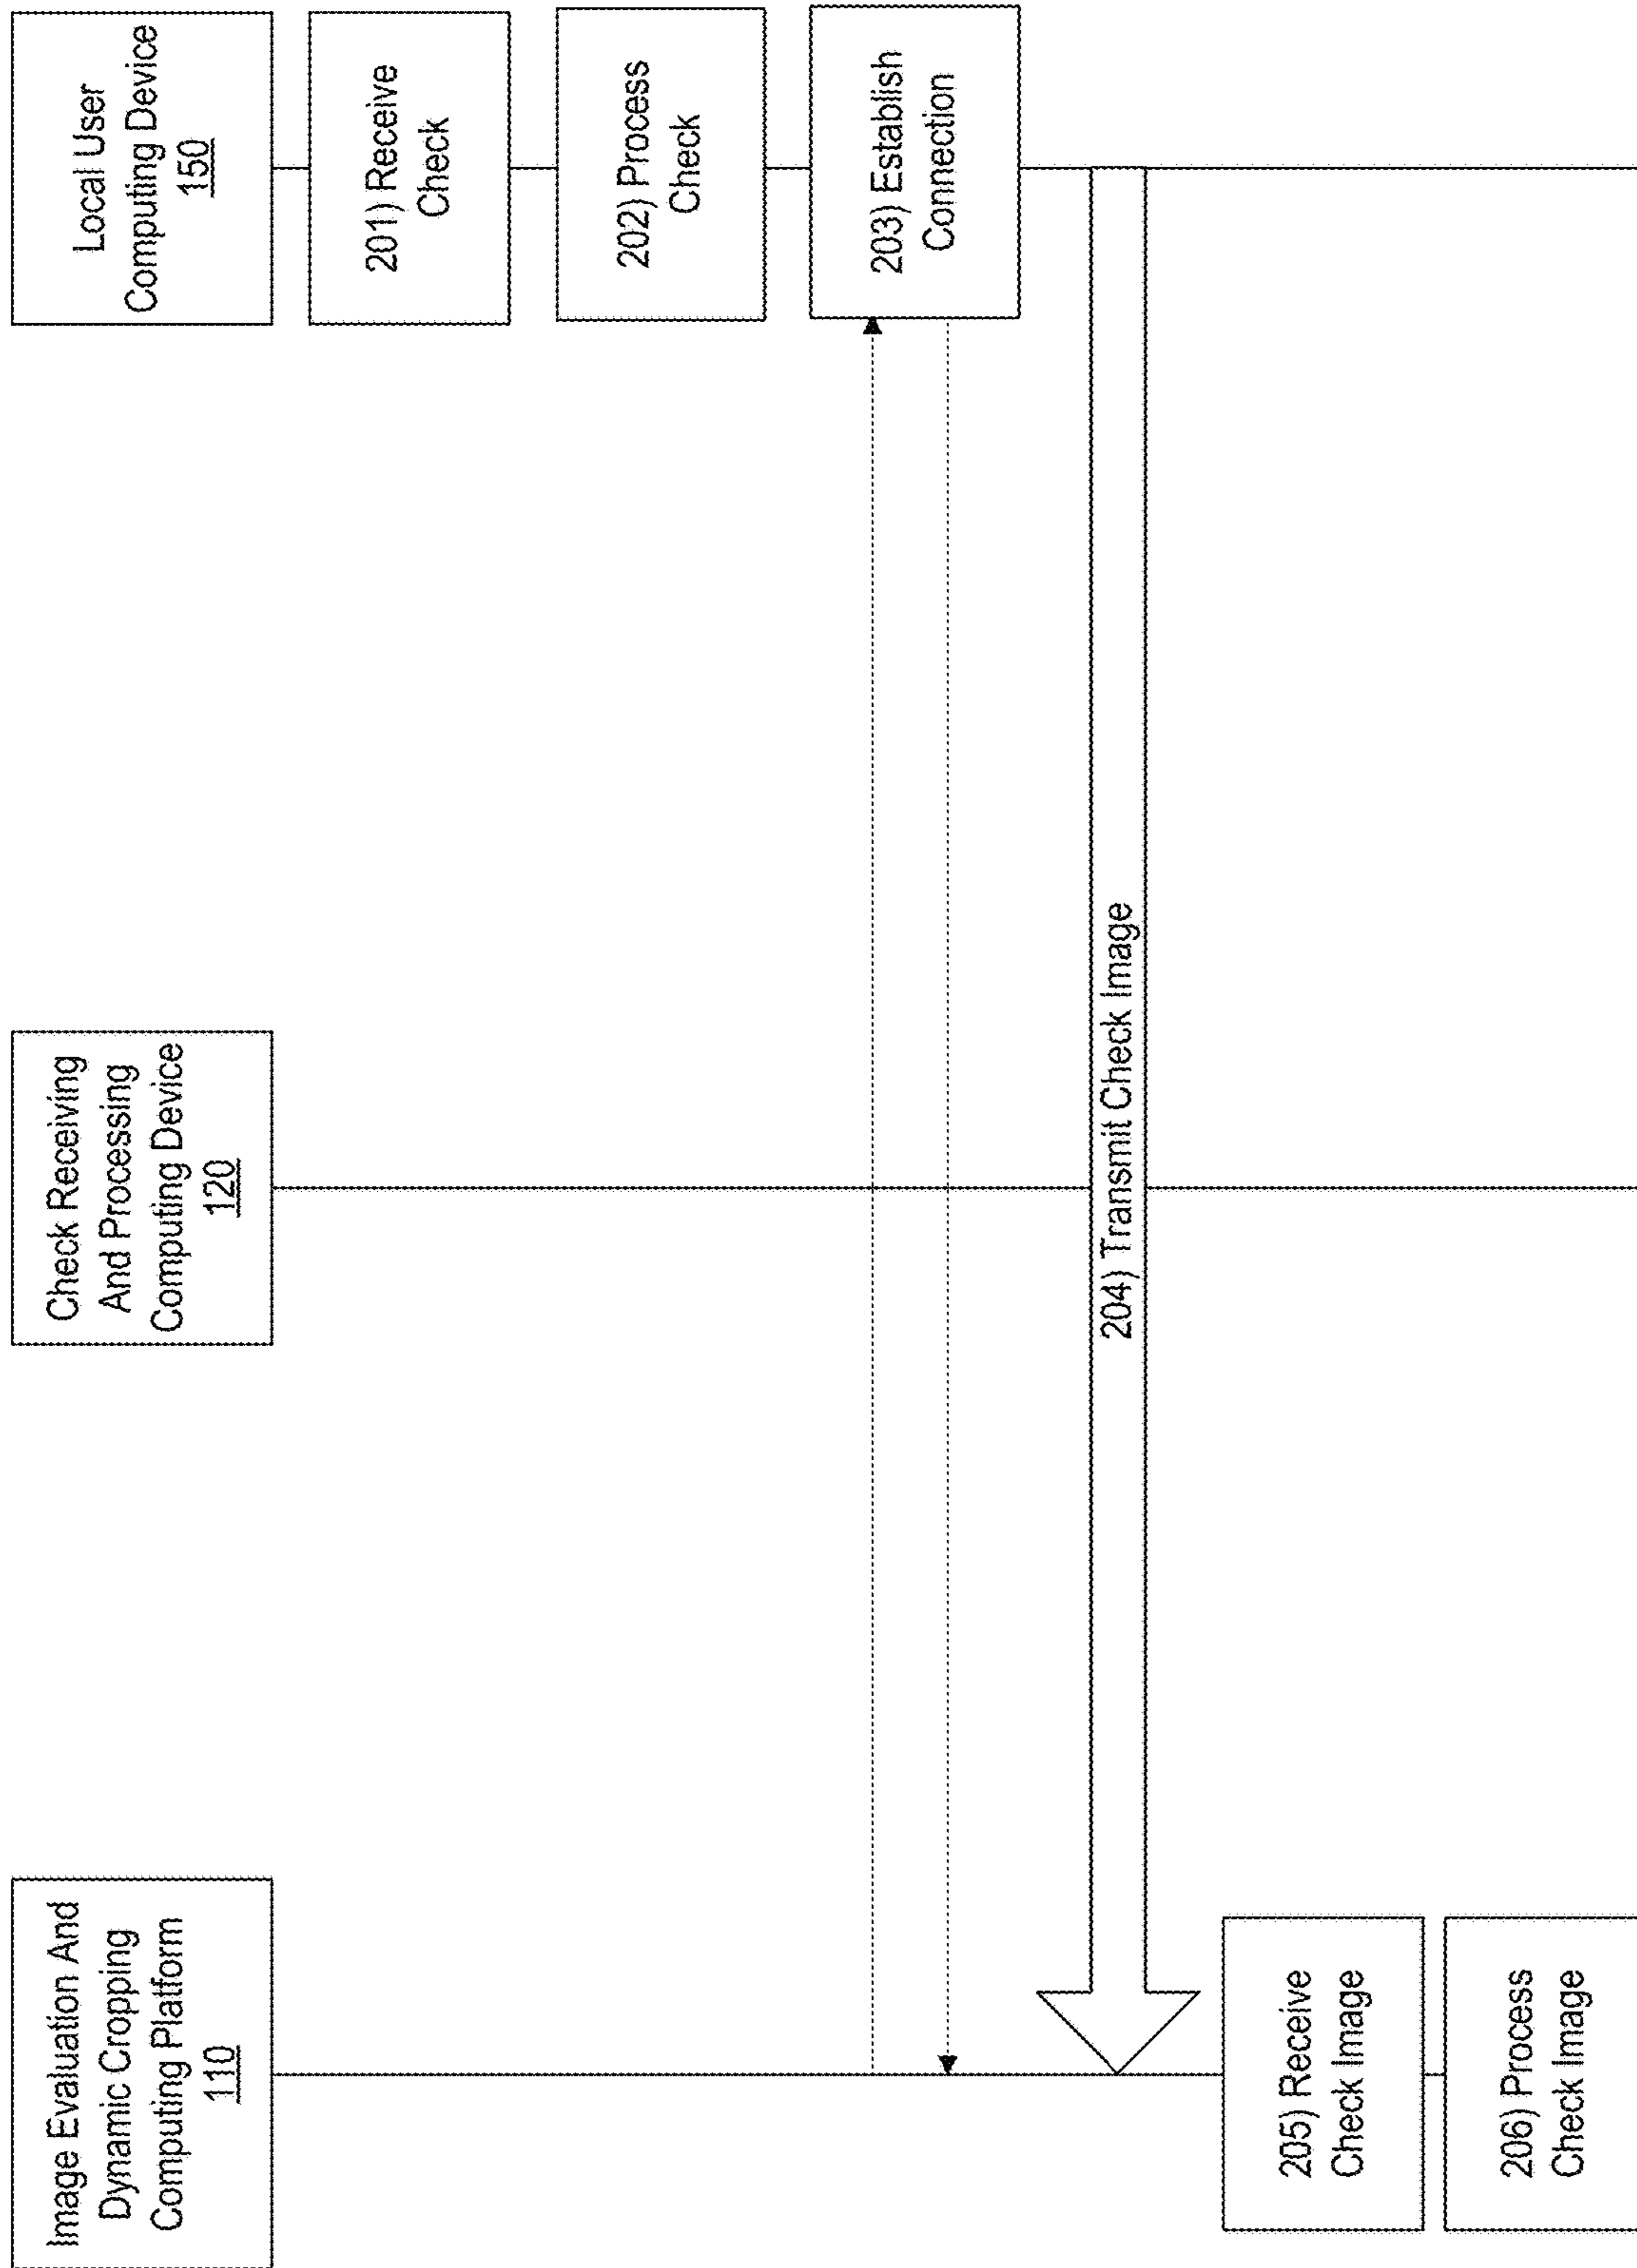 Image Evaluation And
Dynamic Cropping
Computing Platform
110
Check Receiving
And Processing
Computing Device
120
Local User
Computing Device
150
201) Receive
Check
202) Process
Check
203) Establish
Connection
204) Transmit Check Image
205) Receive
Check Image
206) Process
Check Image